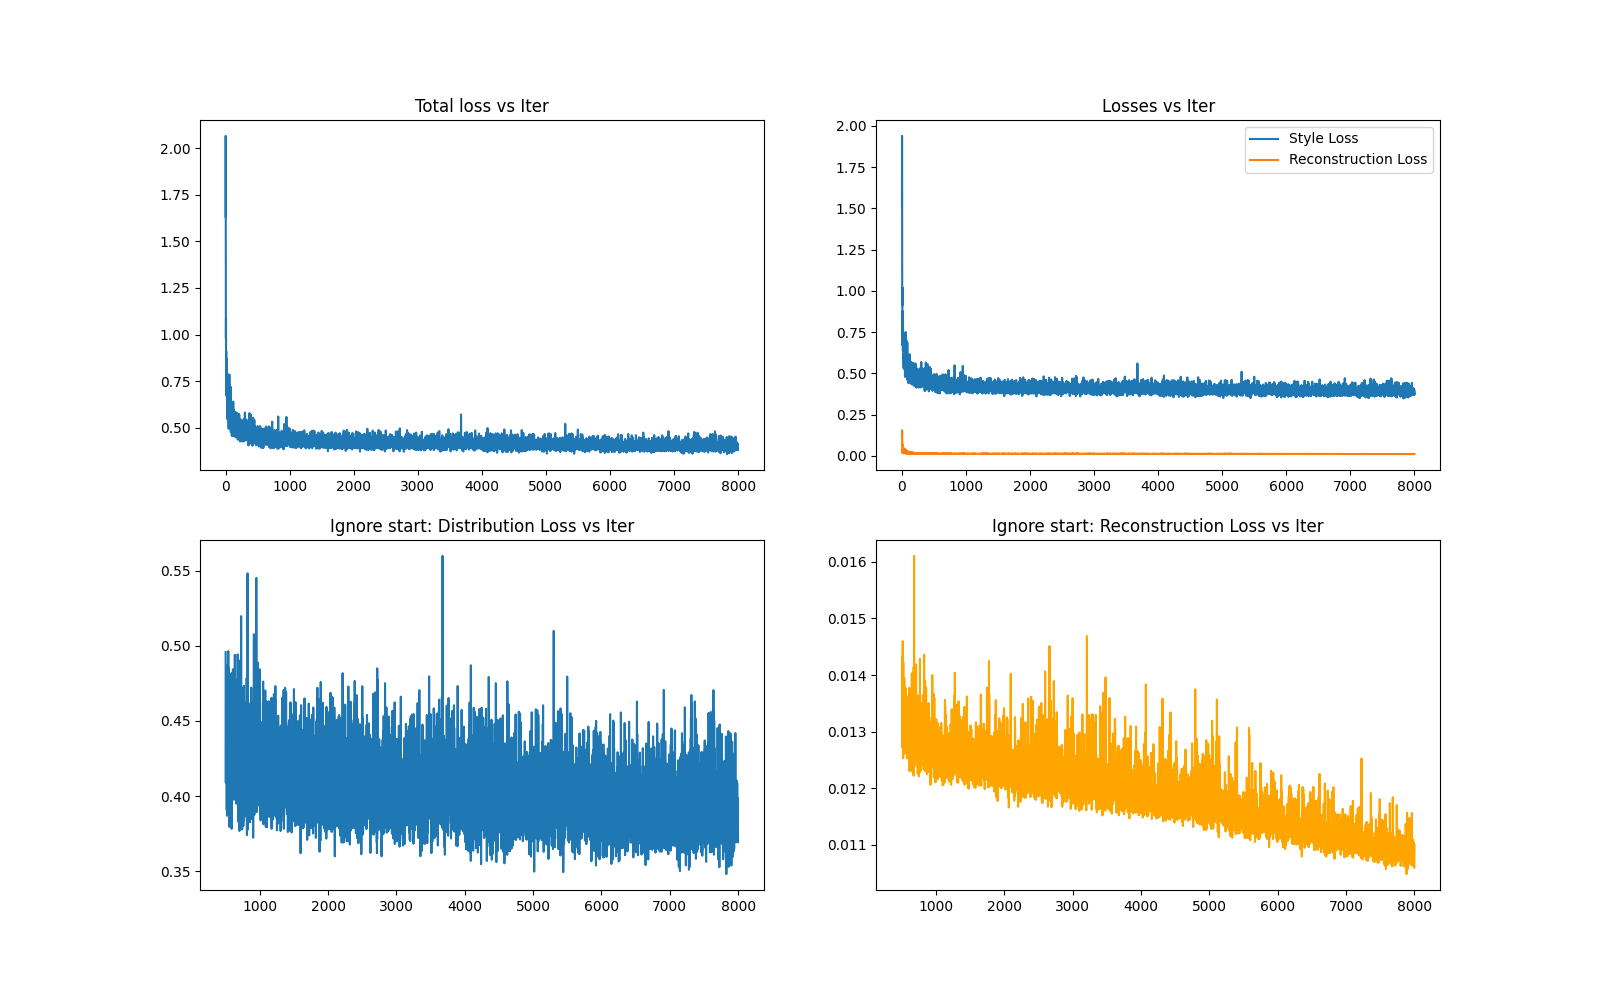 Total loss vs Iter
2.00
1.75
1.50
1.25
1.00
0.75
0.50
0 1000 2000 3000 4000 5000 6000 7000 8000
Losses vs Iter
Style Loss
Reconstruction Loss
2.00
1.75
1.50
1.25
1.00
0.75
0.50
0.25
0.00
0 1000 2000 3000 4000 5000 6000 7000 8000
Ignore start: Distribution Loss vs Iter
0.55
0.50
0.45
0.40
0.35
1000 2000 3000 4000 5000 6000 7000 8000
Ignore start: Reconstruction Loss vs Iter
0.016
0.015
0.014
0.013
0.012
0.011
1000 2000 3000 4000 5000 6000 7000 8000